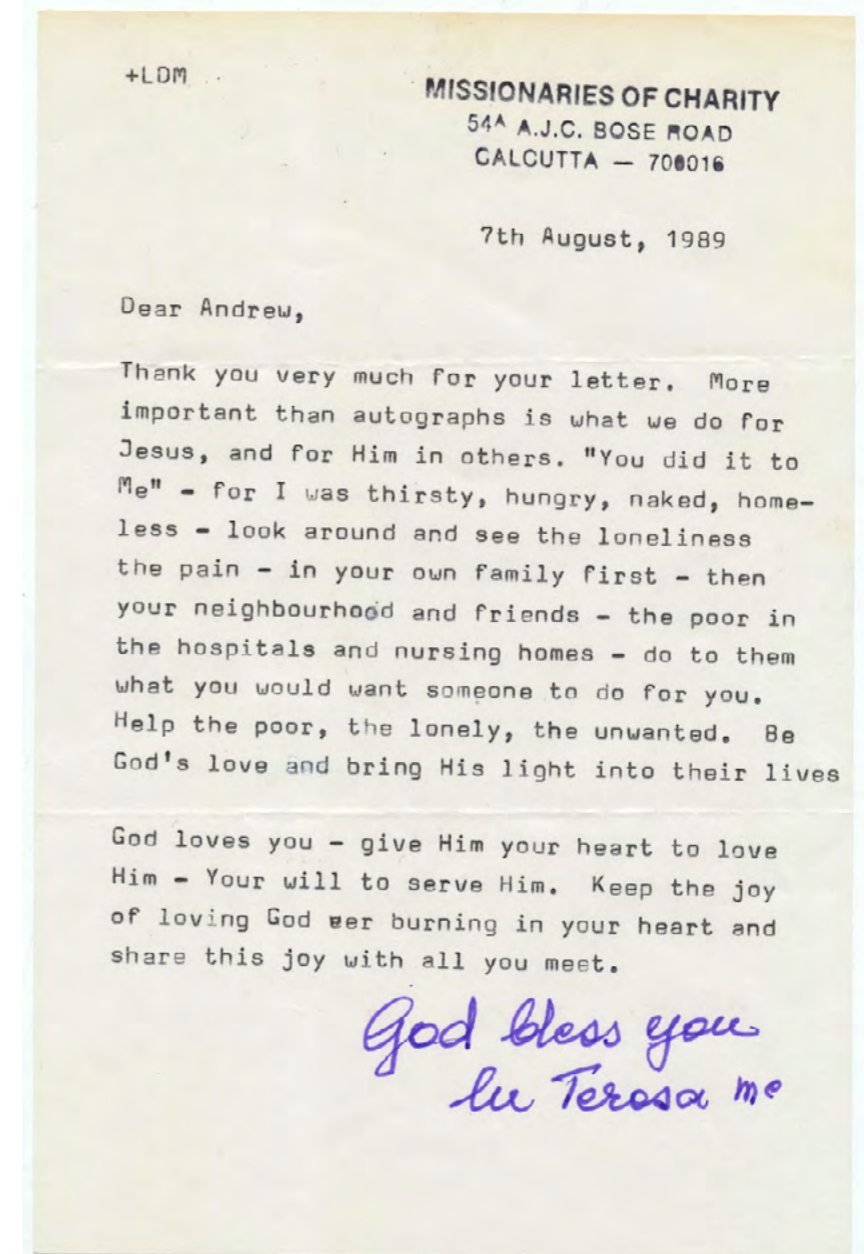 +LDM
MISSIONARIES OF CHARITY
54A A.J.C. BOSE ROAD
CALCUTTA — 700016
7th August, 1989
Dear Andrew,
Thank you very much for your letter. More
important than autographs is what we do for
Jesus, and for Him in others. "You did it to
Me" - for I was thirsty, hungry, naked, home-
less - look around and see the loneliness
the pain - in your own family first - then
your neighbourhood and friends - the poor in
the hospitals and nursing homes - do to them
what you would want someone to do for you.
Help the poor, the lonely, the unwanted. Be
God's love and bring His light into their lives
God loves you - give Him your heart to love
Him - Your will to serve Him. Keep the joy
of loving God eer burning in your heart and
share this joy with all you meet.
God bless you
lu Teresa mc